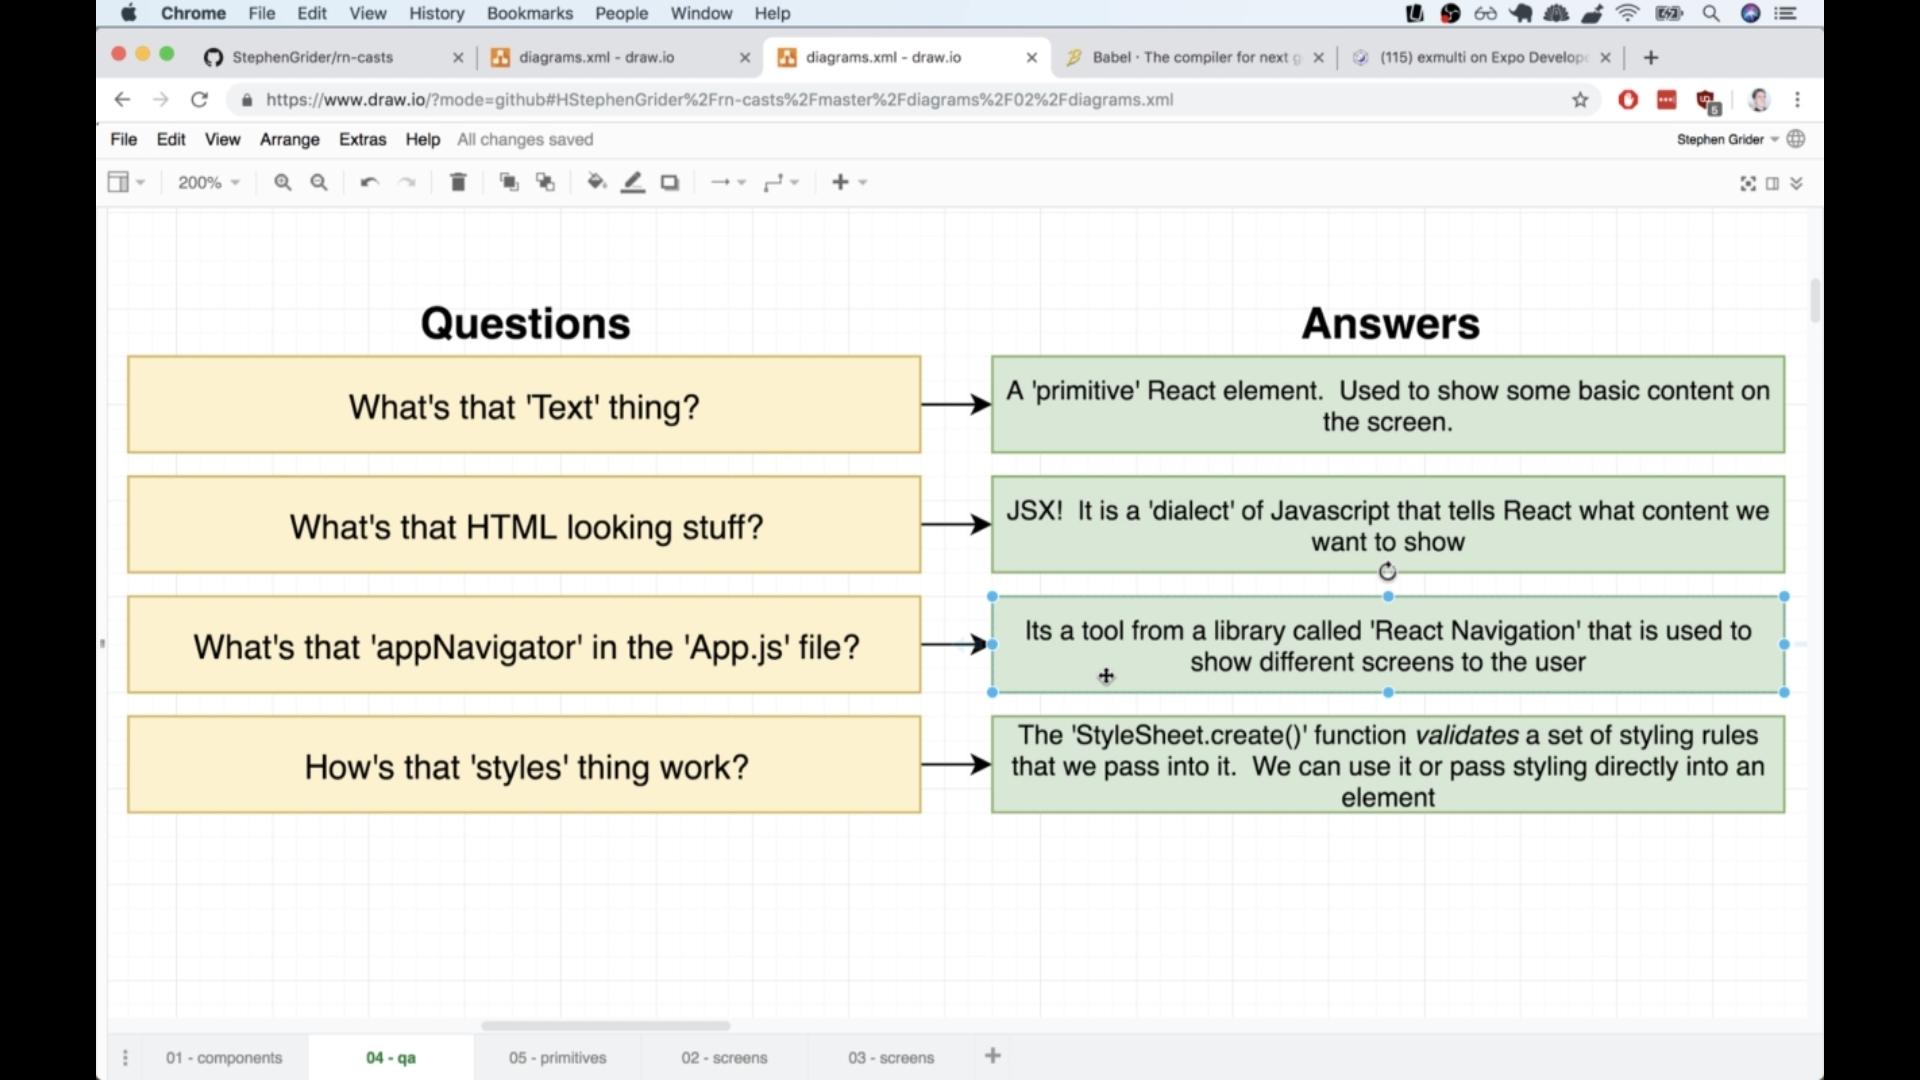 Chrome File Edit View History Bookmarks People Window Help
StephenGrider/rn-casts
diagrams.xml - draw.io
diagrams.xml - draw.io
Babel · The compiler for next g
(115) exmulti on Expo Develope
https://www.draw.io/?mode=github#HStephenGrider%2Frn-casts%2Fmaster%2Fdiagrams%2F02%2Fdiagrams.xml
5
File Edit View Arrange Extras Help All changes saved
Stephen Grider
200%
Questions
Answers
What's that 'Text' thing?
A 'primitive' React element. Used to show some basic content on
the screen.
What's that HTML looking stuff?
JSX! It is a 'dialect' of Javascript that tells React what content we
want to show
What's that 'appNavigator' in the 'App.js' file?
Its a tool from a library called 'React Navigation' that is used to
show different screens to the user
How's that 'styles' thing work?
The 'StyleSheet.create()' function validates a set of styling rules
that we pass into it. We can use it or pass styling directly into an
element
01 - components
04 - qa
05 - primitives
02 - screens
03 - screens